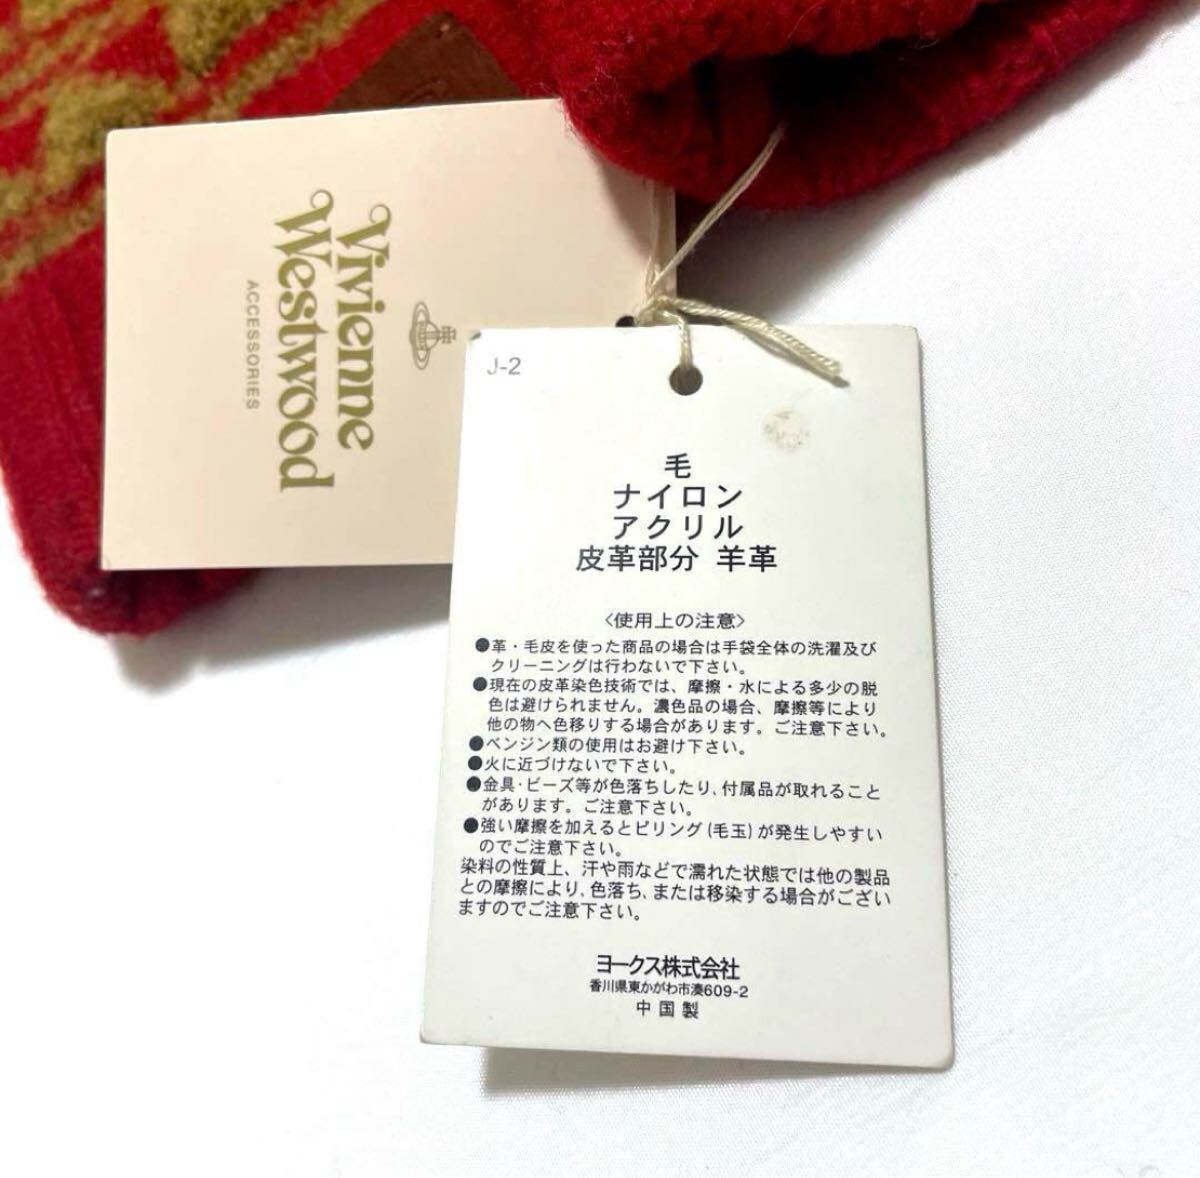 Vivienne
Westwood
ACCESSORIES
J-2
毛
ナイロン
アクリル
皮革部分 羊革
〈使用上の注意〉
●革・毛皮を使った商品の場合は手袋全体の洗濯及び
クリーニングは行わないで下さい。
●現在の皮革染色技術では、摩擦・水による多少の脱
色は避けられません。濃色品の場合、摩擦等により
他の物へ色移りする場合があります。ご注意下さい。
●ベンジン類の使用はお避け下さい。
●火に近づけないで下さい。
●金具・ビーズ等が色落ちしたり、付属品が取れること
があります。ご注意下さい。
●強い摩擦を加えるとピリング(毛玉)が発生しやすい
のでご注意下さい。
染料の性質上、汗や雨などで濡れた状態では他の製品
との摩擦により、色落ち、または移染する場合がござい
ますのでご注意下さい。
ヨークス株式会社
香川県東かがわ市湊609-2
中国製